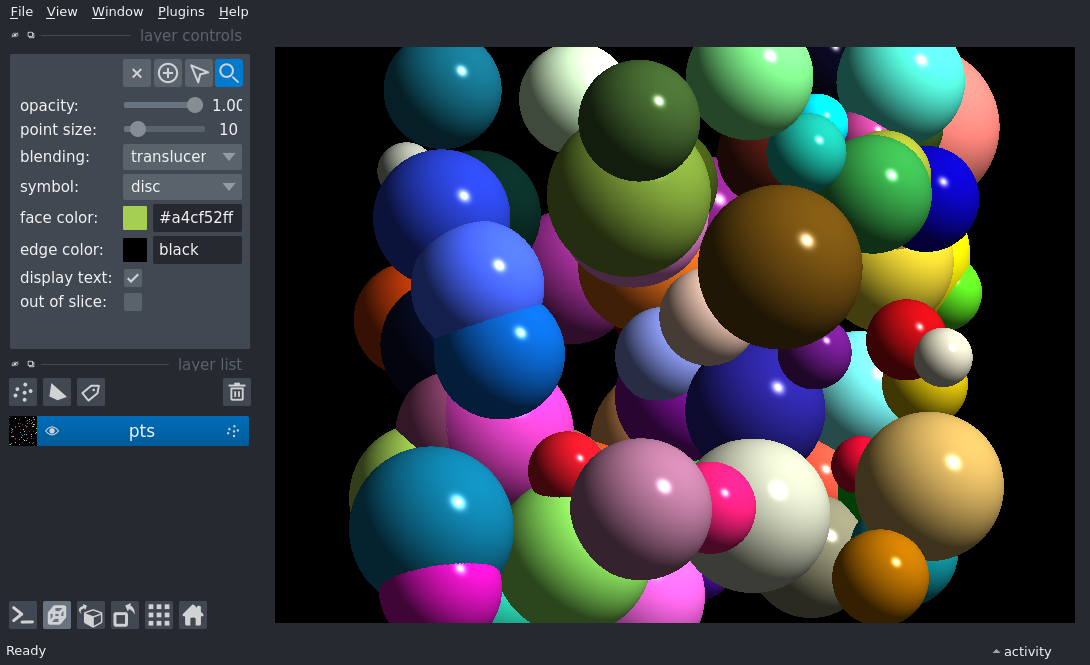 File View Window Plugins Help
layer controls
opacity: 1.00
point size: 10
blending: translucer
symbol: disc
face color: #a4cf52ff
edge color: black
display text:
out of slice:
layer list
pts
Ready
activity